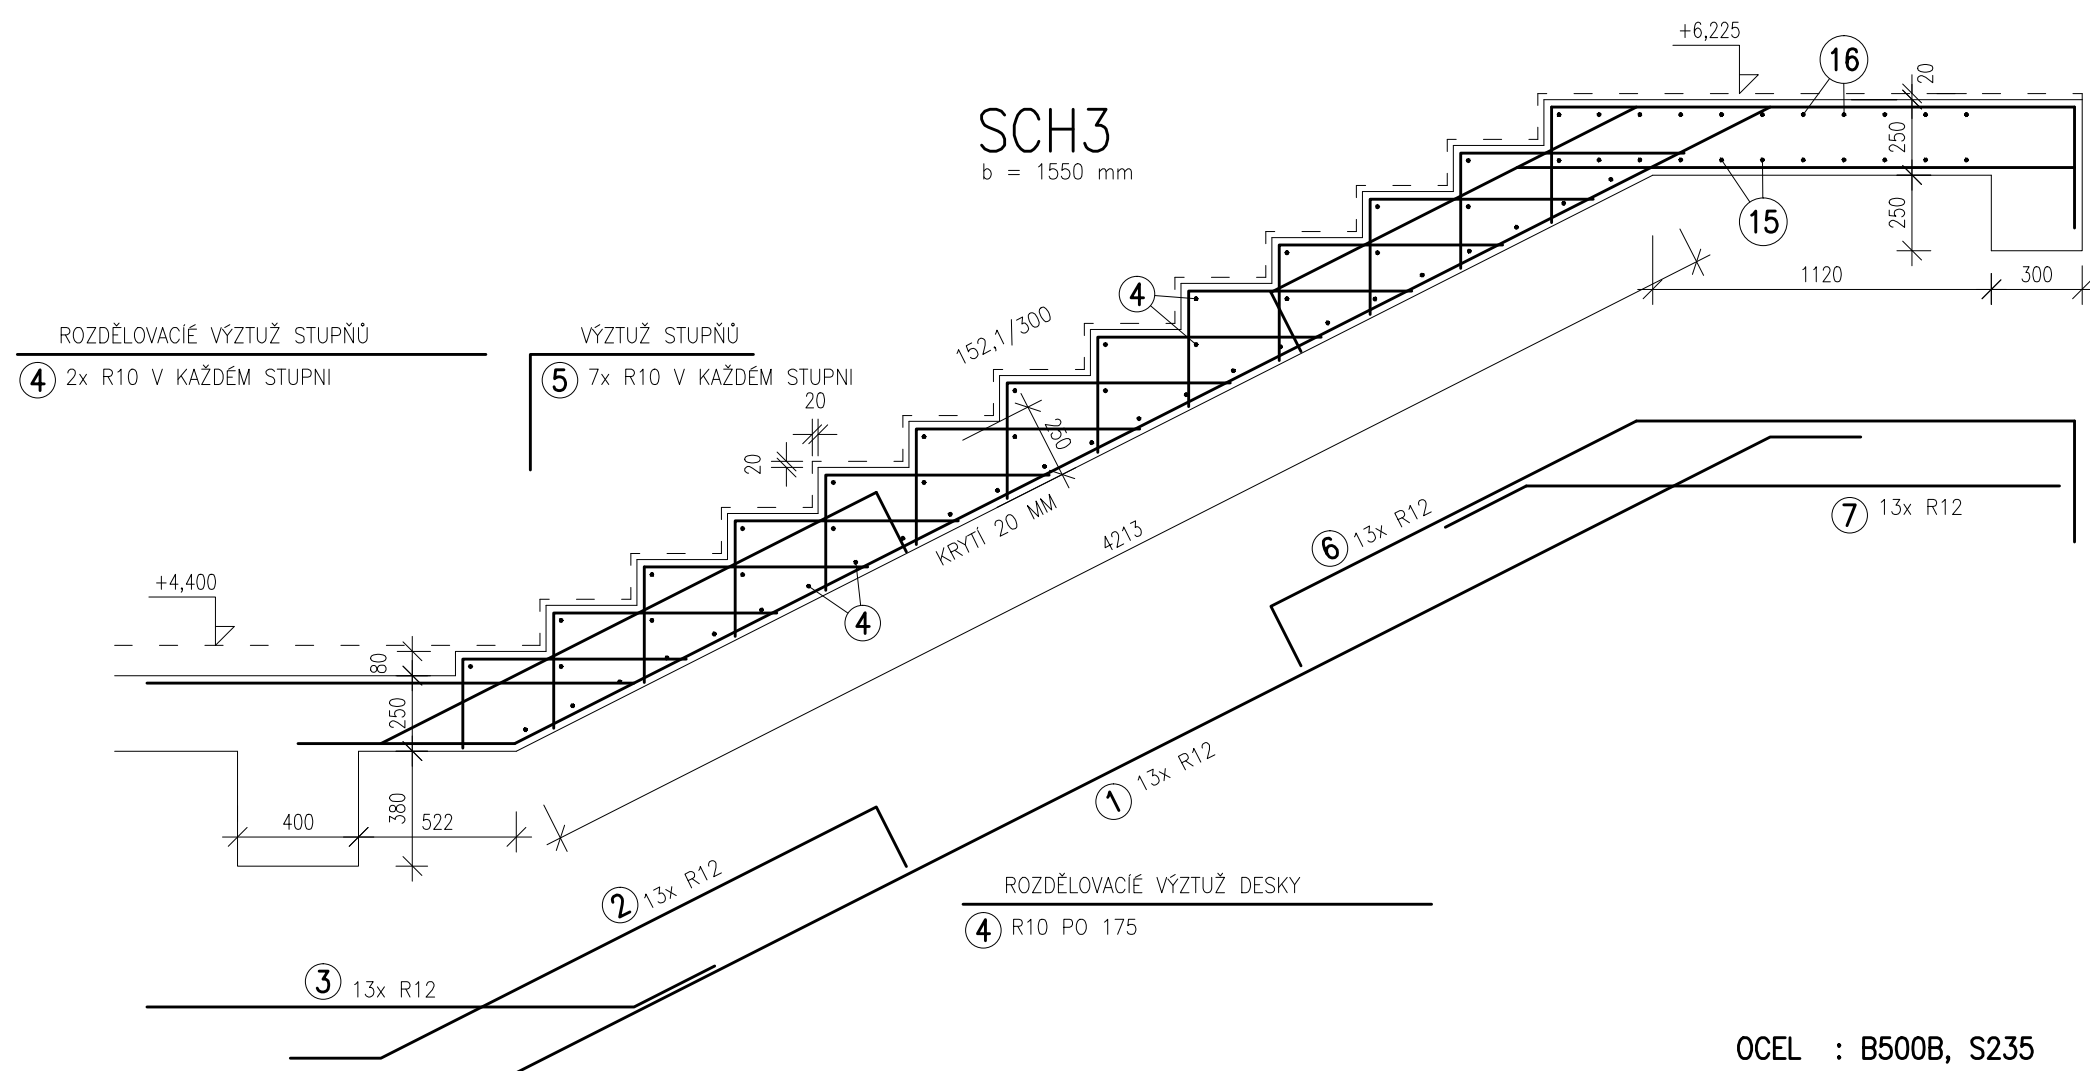 +6,225
16
20
SCH3
b = 1550 mm
250
15
250
4
1120
300
152,1/300
ROZDĚLOVACÍÉ VÝZTUŽ STUPŇŮ
4 2x R10 V KAŽDÉM STUPNI
VÝZTUŽ STUPŇŮ
5 7x R10 V KAŽDÉM STUPNI
20
20
250
KRYTÍ 20 MM
4213
6 13x R12
7 13x R12
+4,400
4
80
250
380
400
522
1 13x R12
2 13x R12
ROZDĚLOVACÍÉ VÝZTUŽ DESKY
4 R10 PO 175
3 13x R12
OCEL : B500B, S235